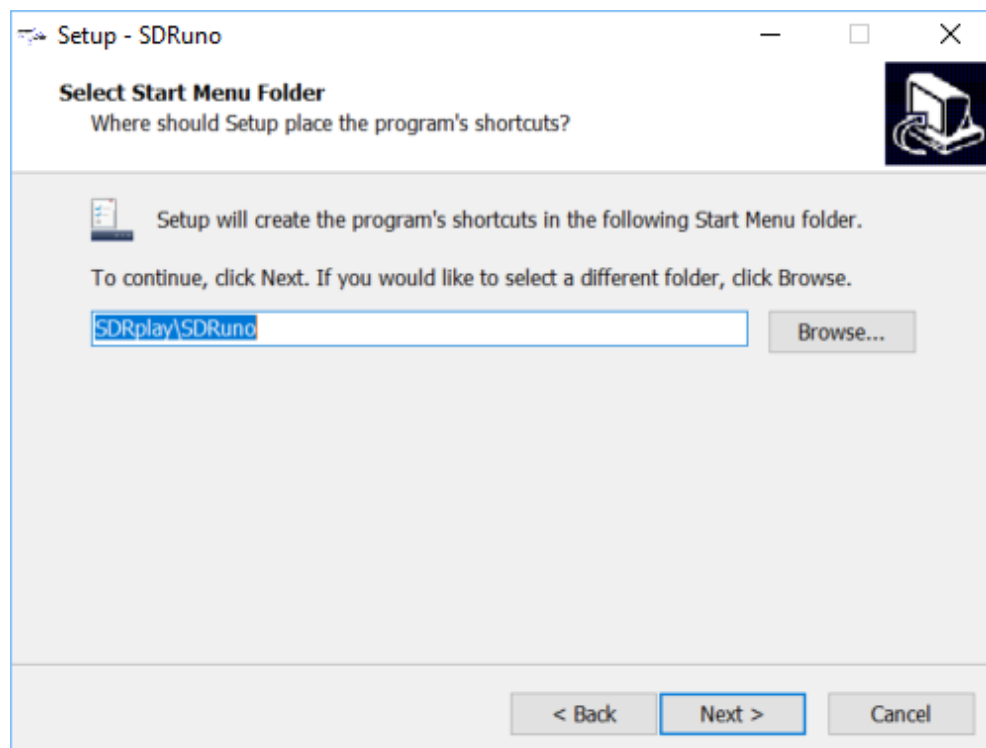 Setup - SDRuno
Select Start Menu Folder
Where should Setup place the program's shortcuts?
Setup will create the program's shortcuts in the following Start Menu folder.
To continue, click Next. If you would like to select a different folder, click Browse.
SDRplay\SDRuno
Browse...
< Back
Next >
Cancel